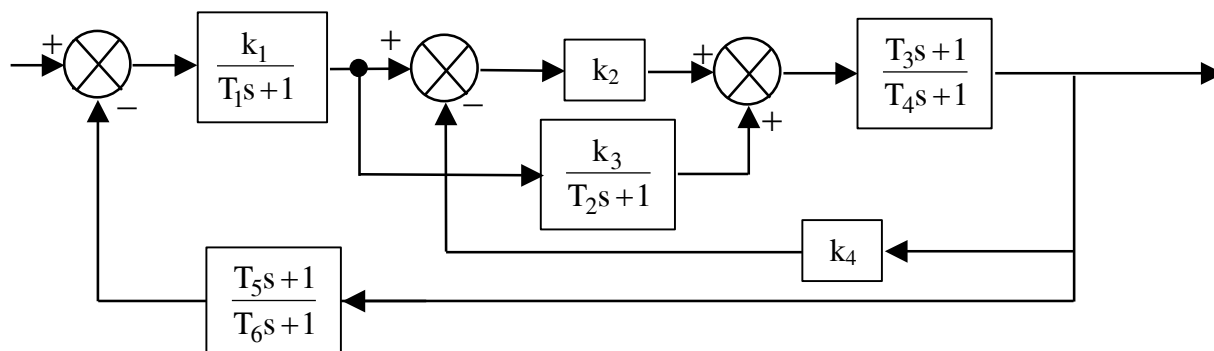 +
k₁
T₁s+1
+
k₂
+
T₃s+1
T₄s+1
−
−
+
k₃
T₂s+1
k₄
T₅s+1
T₆s+1